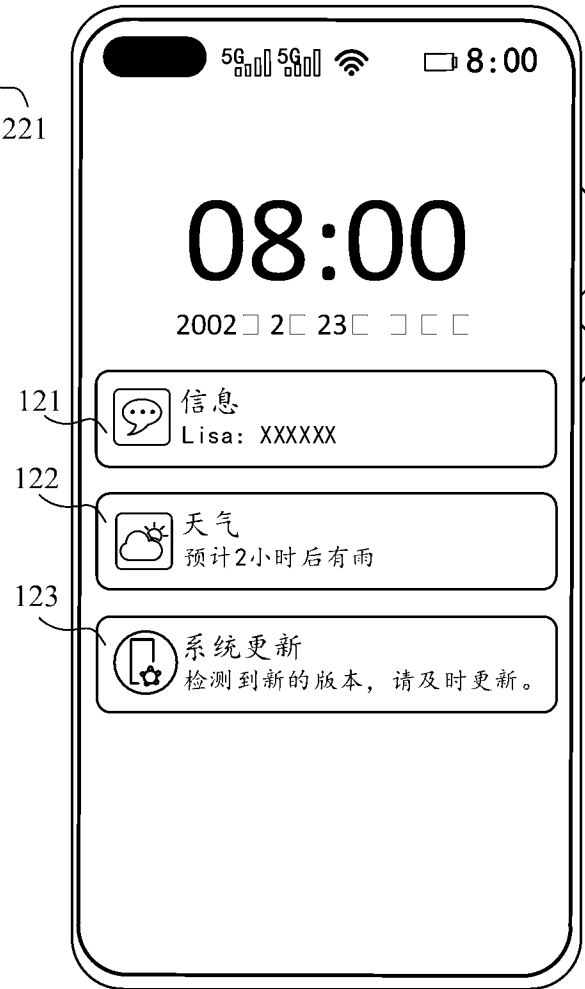 5G 5G 8:00
221
08:00
2002 2 23
121
信息
Lisa: XXXXXX
122
天气
预计2小时后有雨
123
系统更新
检测到新的版本，请及时更新。